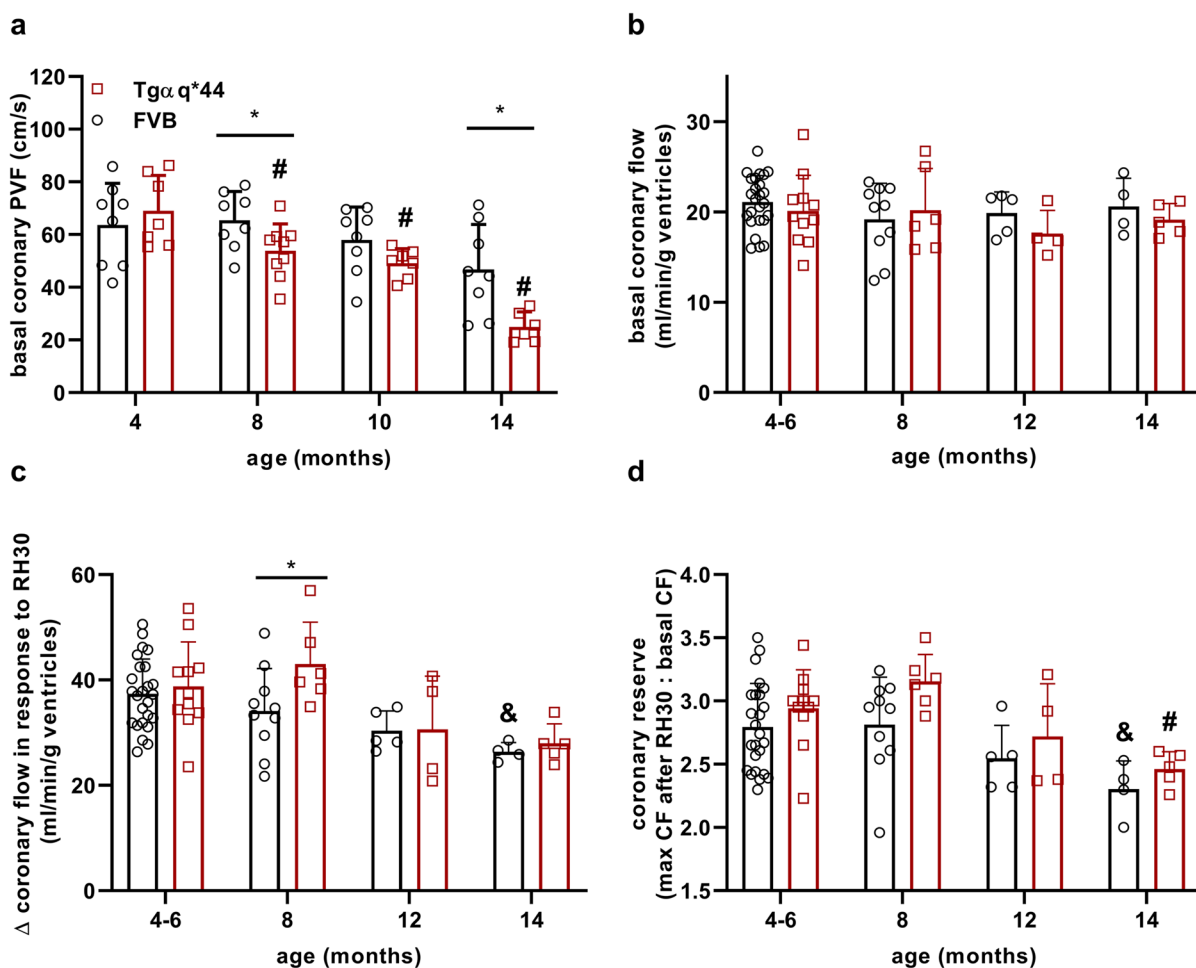 a
basal coronary PVF (cm/s)
120
100
80
60
40
20
0
Tgα q*44
FVB
*
#
#
*
#
4
8
10
14
age (months)
b
basal coronary flow
(ml/min/g ventricles)
30
20
10
0
4-6
8
12
14
age (months)
c
Δ coronary flow in response to RH30
(ml/min/g ventricles)
60
40
20
0
*
&
4-6
8
12
14
age (months)
d
coronary reserve
(max CF after RH30 : basal CF)
4.0
3.5
3.0
2.5
2.0
1.5
&
#
4-6
8
12
14
age (months)